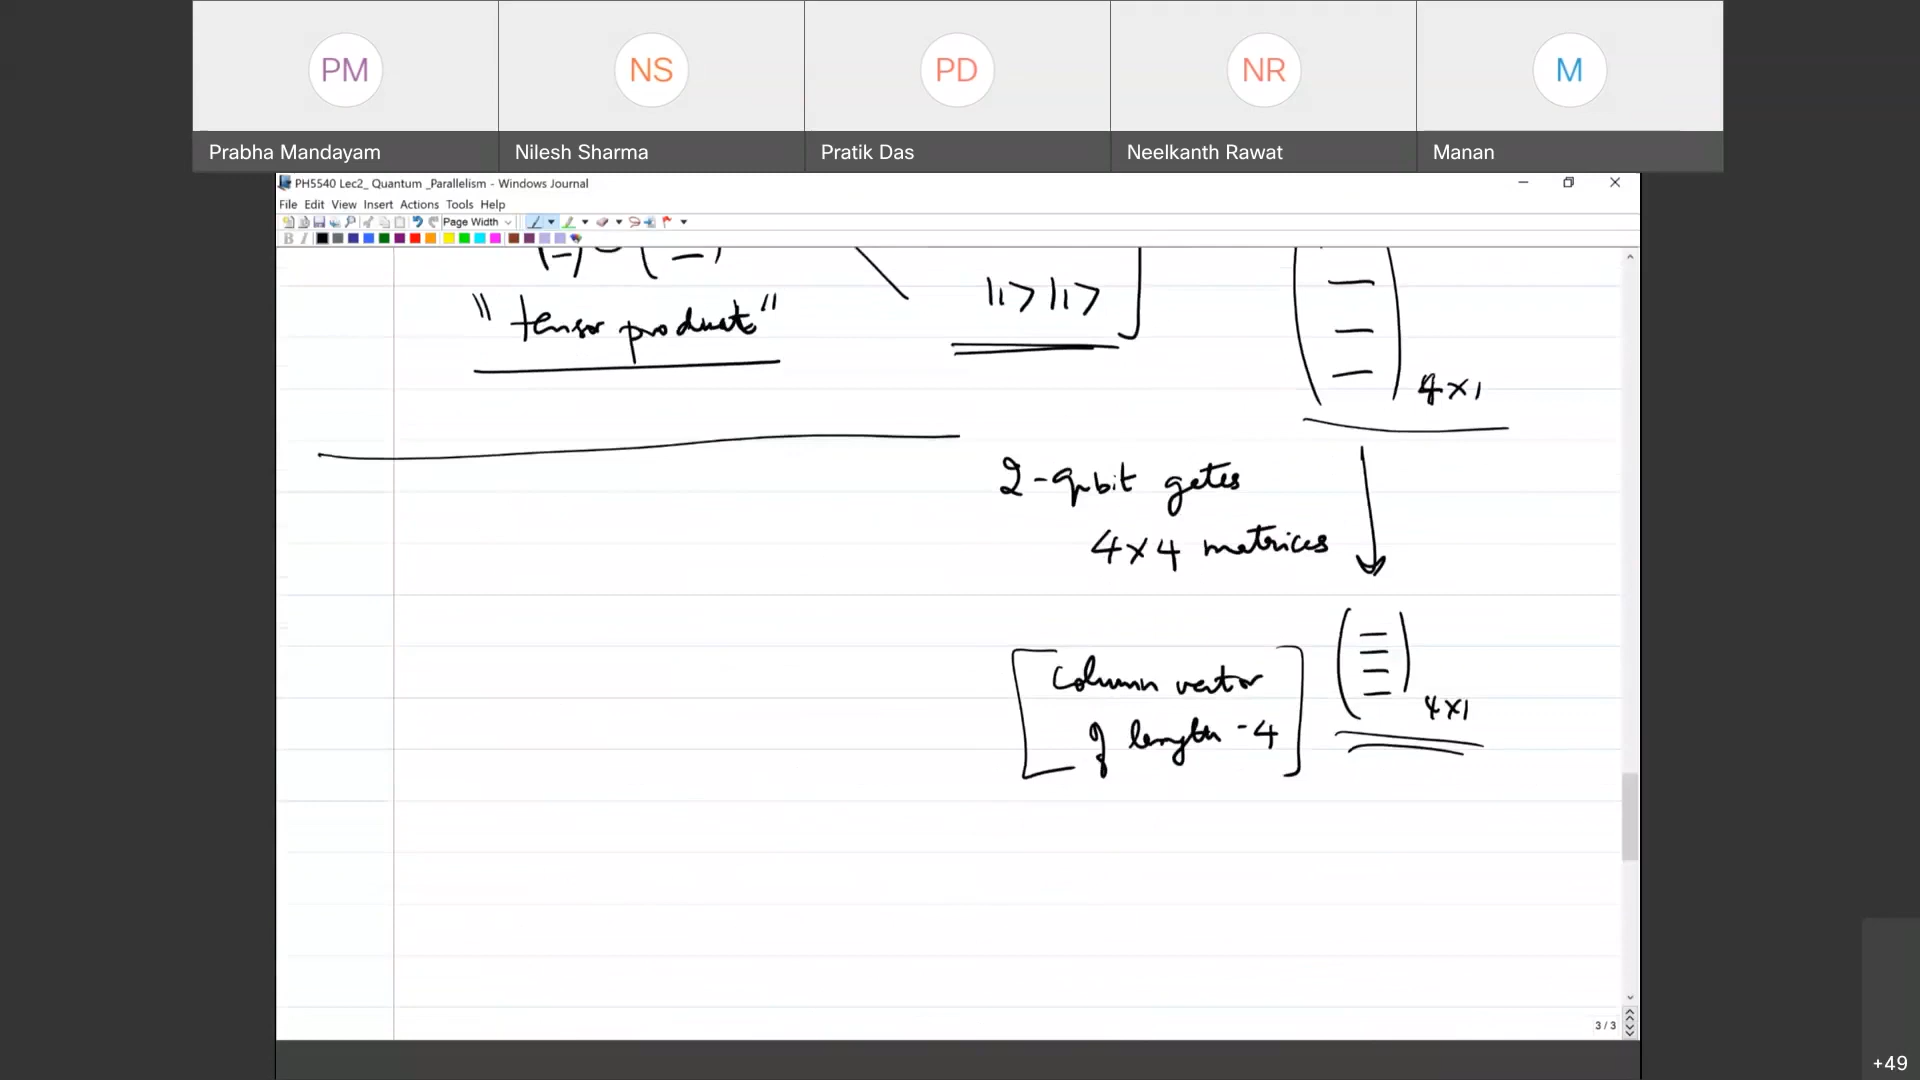 PM
NS
PD
NR
M
Prabha Mandayam
Nilesh Sharma
Pratik Das
Neelkanth Rawat
Manan
PH5540 Lec2_ Quantum _Parallelism - Windows Journal
File Edit View Insert Actions Tools Help
Page Width
B I
|1>|1>
"tensor product"
4×1
2-qubit gates
4×4 matrices
Column vector
of length-4
4×1
3/3
+49